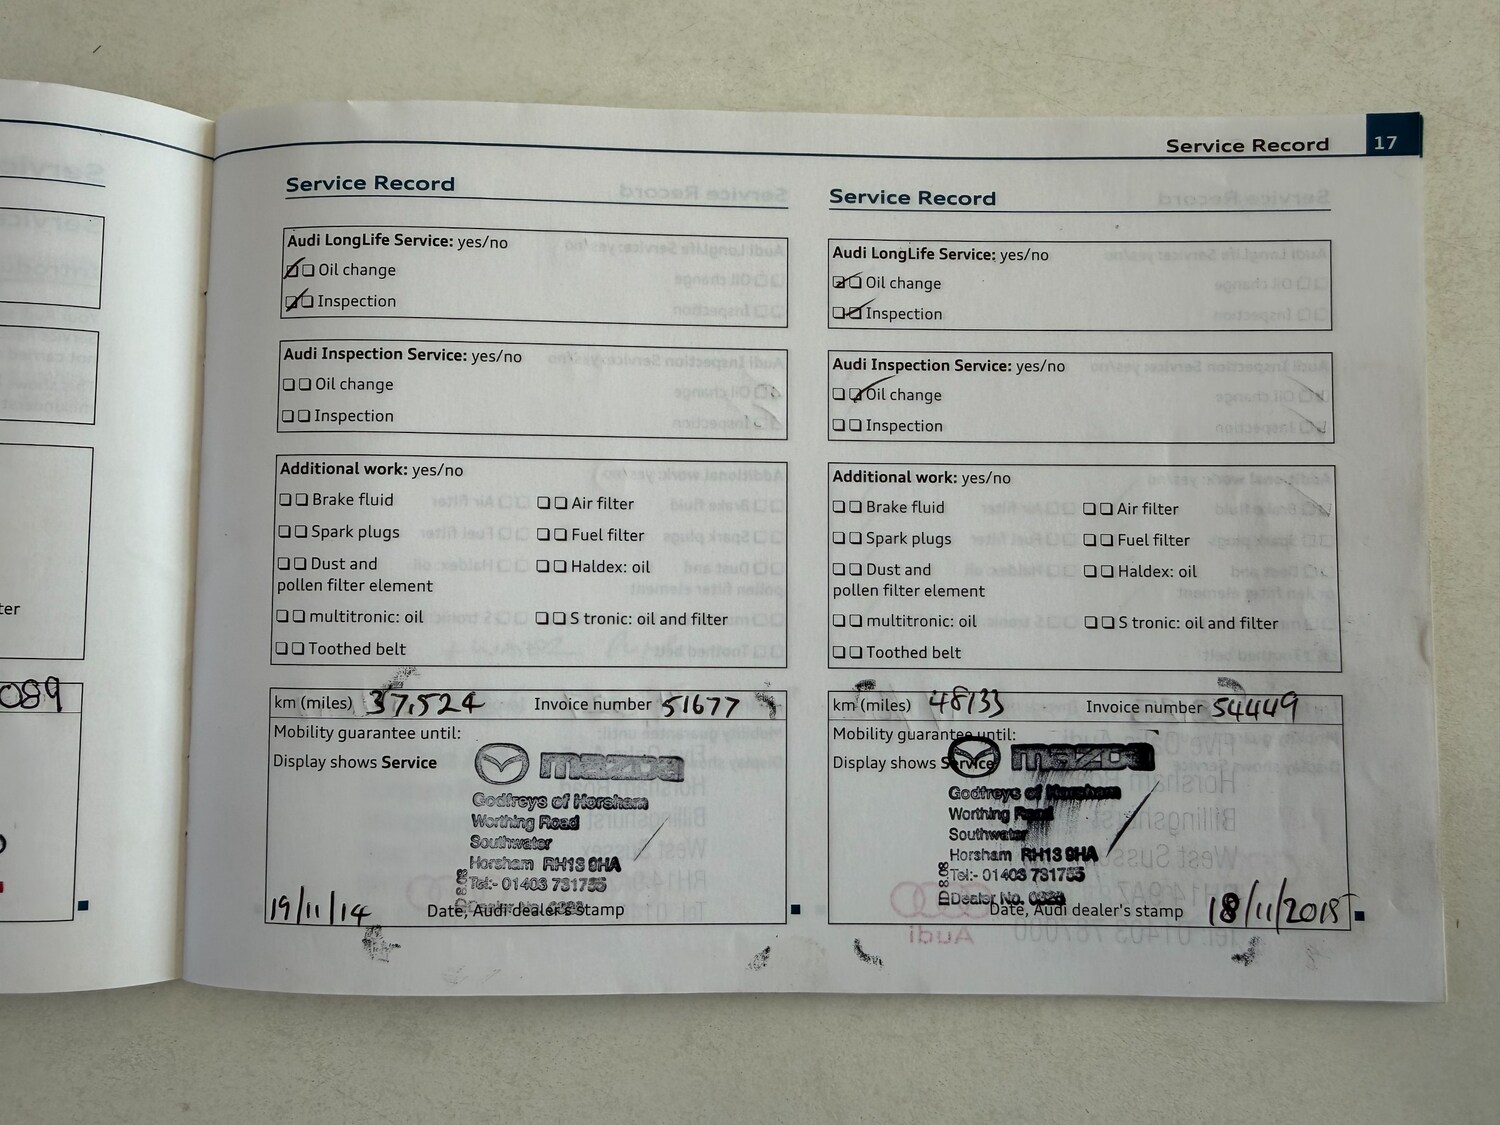 Service Record 17
089
ter
Service Record
Audi LongLife Service: yes/no
Oil change
Inspection
Audi Inspection Service: yes/no
Oil change
Inspection
Additional work: yes/no
Brake fluid Air filter
Spark plugs Fuel filter
Dust and Haldex: oil
pollen filter element
multitronic: oil S tronic: oil and filter
Toothed belt
km (miles) 37,524 Invoice number 51677
Mobility guarantee until:
Display shows Service
mazda
Godfreys of Horsham
Worthing Road
Southwater
Horsham RH13 9HA
Tel:- 01403 731755
Dealer No.
19/11/14 Date, Audi dealer's stamp
Service Record
Audi LongLife Service: yes/no
Oil change
Inspection
Audi Inspection Service: yes/no
Oil change
Inspection
Additional work: yes/no
Brake fluid Air filter
Spark plugs Fuel filter
Dust and Haldex: oil
pollen filter element
multitronic: oil S tronic: oil and filter
Toothed belt
km (miles) 48133 Invoice number 54449
Mobility guarantee until:
Display shows Service
mazda
Godfreys of Horsham
Worthing Road
Southwater
Horsham RH13 9HA
Tel:- 01403 731755
Dealer No.
Date, Audi dealer's stamp 18/11/2015